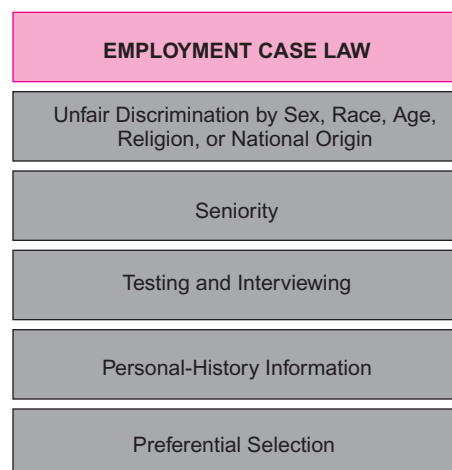 EMPLOYMENT CASE LAW
Unfair Discrimination by Sex, Race, Age,
Religion, or National Origin
Seniority
Testing and Interviewing
Personal-History Information
Preferential Selection